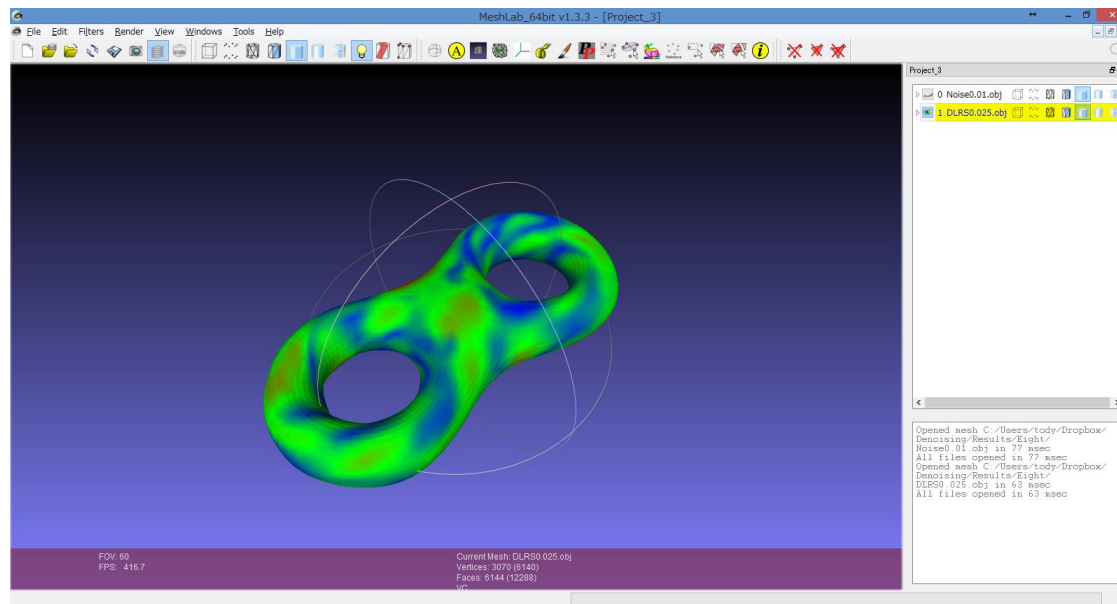 MeshLab_64bit v1.3.3 - [Project_3]
File Edit Filters Render View Windows Tools Help
Project_3
0 Noise0.01.obj
1 DLRS0.025.obj
Opened mesh C:/Users/tody/Dropbox/
Denoising/Results/Eight/
Noise0.01.obj in 77 msec
All files opened in 77 msec
Opened mesh C:/Users/tody/Dropbox/
Denoising/Results/Eight/
DLRS0.025.obj in 63 msec
All files opened in 63 msec
FOV: 60
FPS: 416.7
Current Mesh: DLRS0.025.obj
Vertices: 3070 (6140)
Faces: 6144 (12288)
VC